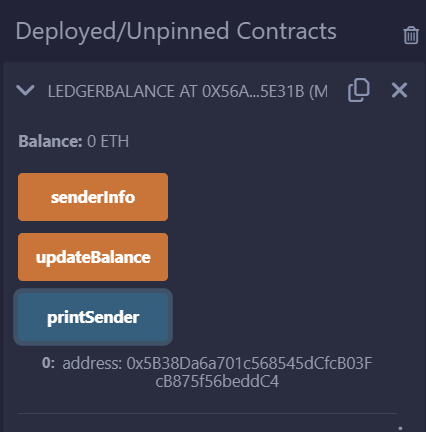 Deployed/Unpinned Contracts
LEDGERBALANCE AT 0X56A...5E31B (M
Balance: 0 ETH
senderInfo
updateBalance
printSender
0: address: 0x5B38Da6a701c568545dCfcB03F
cB875f56beddC4